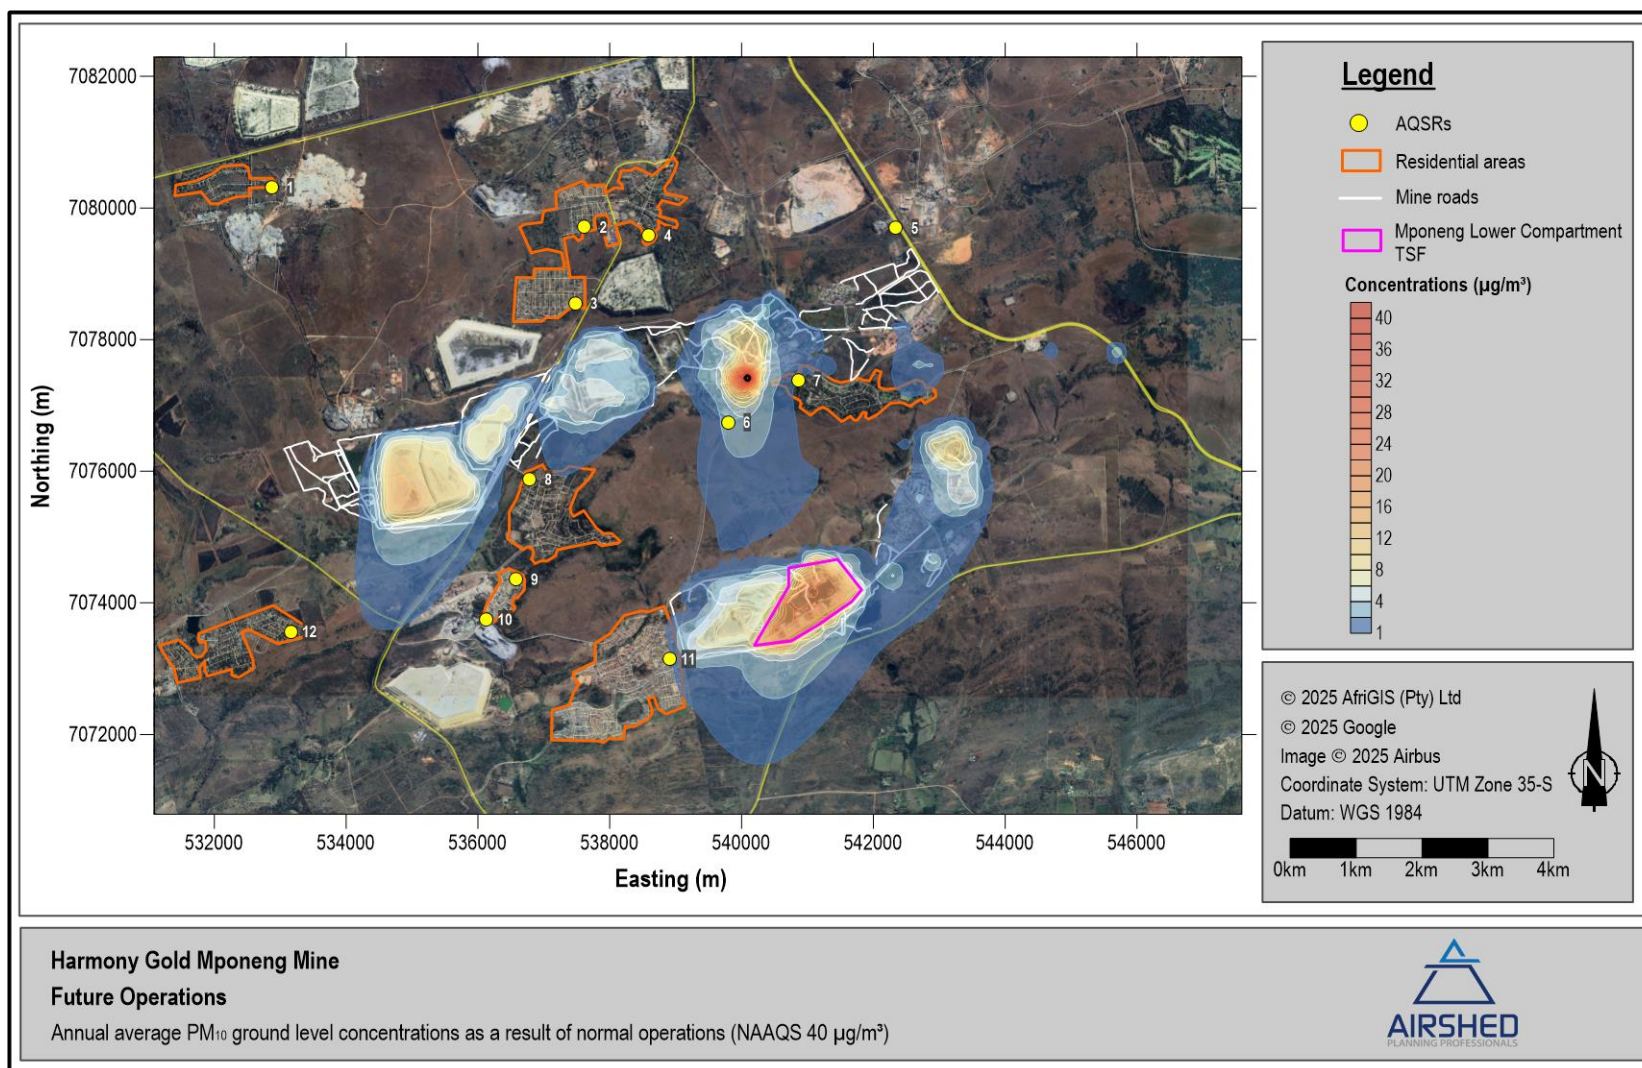 7082000
7080000
7078000
7076000
7074000
7072000
Northing (m)
532000
534000
536000
538000
540000
542000
544000
546000
Easting (m)
1
2
3
4
5
6
7
8
9
10
11
12
Legend
AQSRs
Residential areas
Mine roads
Mponeng Lower Compartment
TSF
Concentrations (µg/m³)
40
36
32
28
24
20
16
12
8
4
1
© 2025 AfriGIS (Pty) Ltd
© 2025 Google
Image © 2025 Airbus
Coordinate System: UTM Zone 35-S
Datum: WGS 1984
N
0km 1km 2km 3km 4km
Harmony Gold Mponeng Mine
Future Operations
Annual average PM₁₀ ground level concentrations as a result of normal operations (NAAQS 40 µg/m³)
AIRSHED
PLANNING PROFESSIONALS